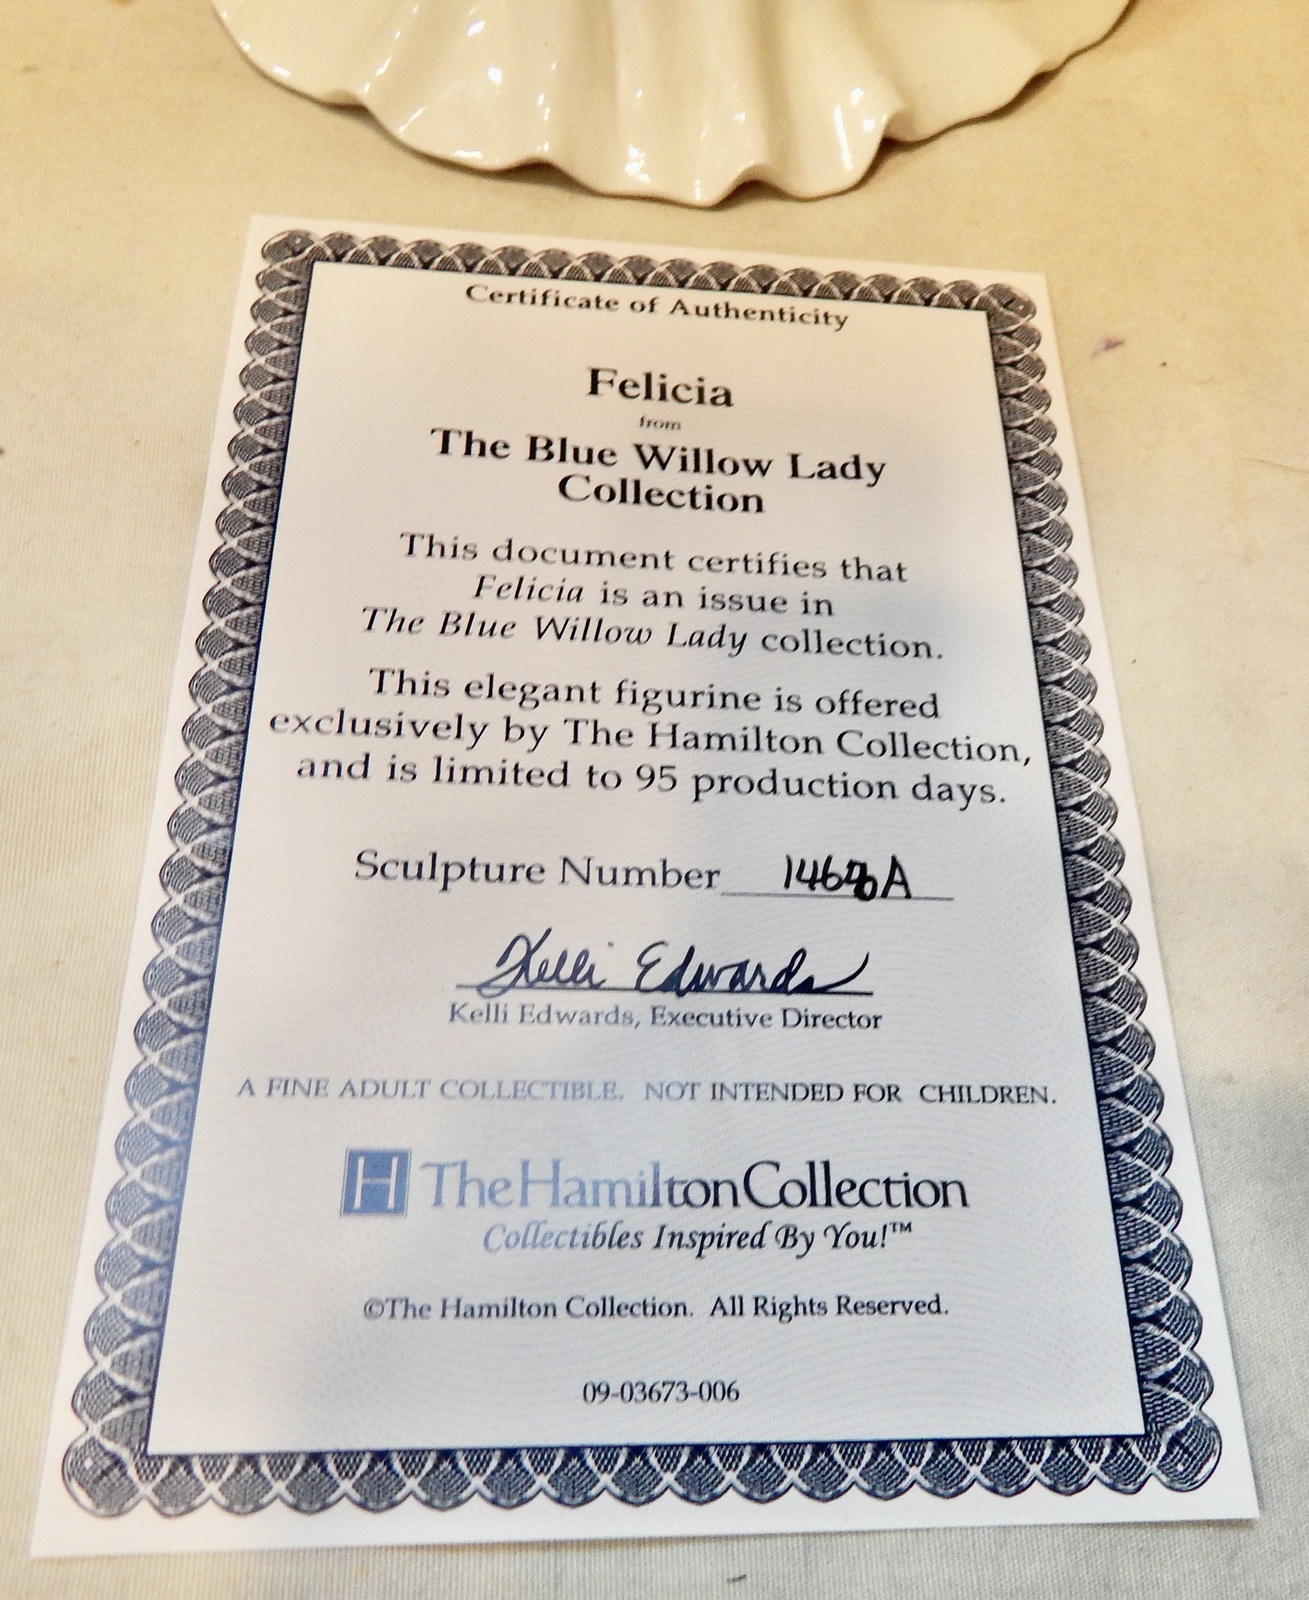 Certificate of Authenticity
Felicia
from
The Blue Willow Lady
Collection
This document certifies that
Felicia is an issue in
The Blue Willow Lady collection.
This elegant figurine is offered
exclusively by The Hamilton Collection,
and is limited to 95 production days.
Sculpture Number
Kelli Edwards
Kelli Edwards, Executive Director
A FINE ADULT COLLECTIBLE. NOT INTENDED FOR CHILDREN.
H The Hamilton Collection
Collectibles Inspired By You!™
©The Hamilton Collection. All Rights Reserved.
09-03673-006